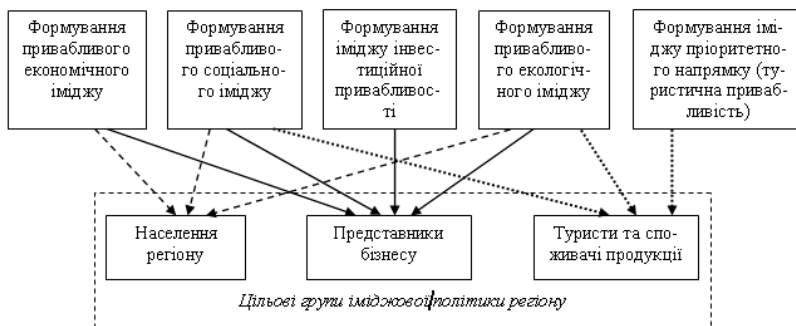 Формування
привабливого
економічного
іміджу
Формування
привабливо-
го соціально-
го іміджу
Формування
іміджу інвес-
тиційної
привабливос-
ті
Формування
привабливо-
го екологіч-
ного іміджу
Формування імі-
джу пріоритетно-
го напрямку (ту-
ристична приваб-
ливість)
Населення
регіону
Представники
бізнесу
Туристи та спо-
живачі продукції
Цільові групи іміджової політики регіону